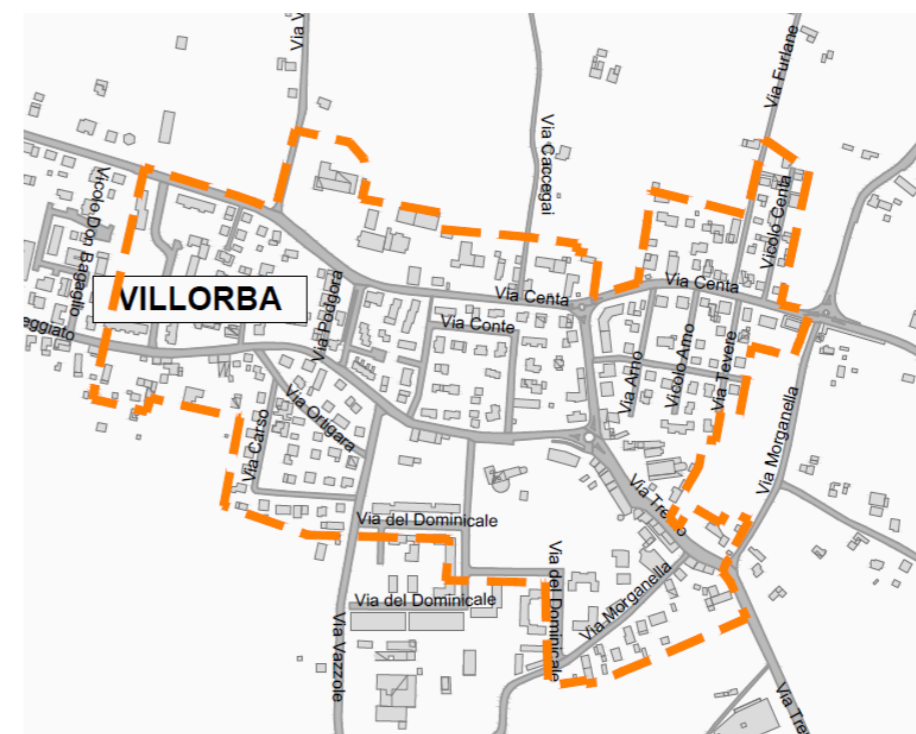 Via V
Via Furlane
Via Caccegai
Vicolo Don Bagaglio
Vicolo Centa
VILLORBA
Via Centa
Via Centa
Via Podgora
Via Conte
eggiato
Via Arno
Vicolo Arno
Via Tevere
Via Ortigara
Via Carso
Via Morganella
Via del Dominicale
Via del Dominicale
Via del Dominicale
Via Morganella
Via Vazzole
Via Tre